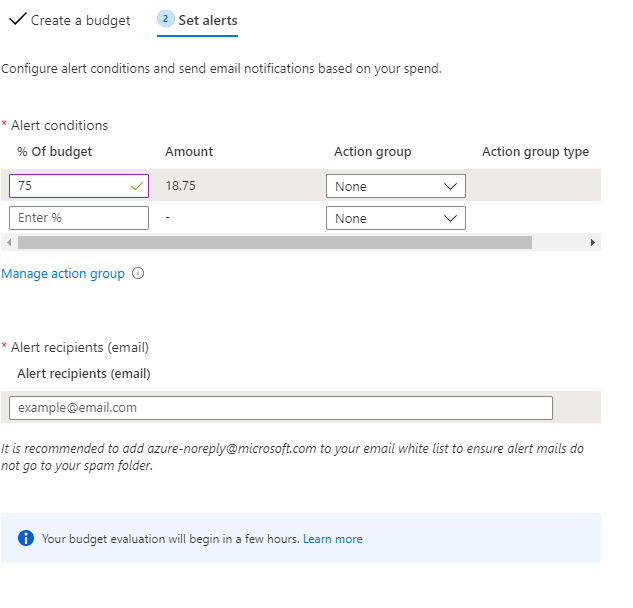 Create a budget 2 Set alerts
Configure alert conditions and send email notifications based on your spend.
* Alert conditions
% Of budget Amount Action group Action group type
75 18.75 None
Enter % - None
Manage action group
* Alert recipients (email)
Alert recipients (email)
example@email.com
It is recommended to add azure-noreply@microsoft.com to your email white list to ensure alert mails do
not go to your spam folder.
Your budget evaluation will begin in a few hours. Learn more